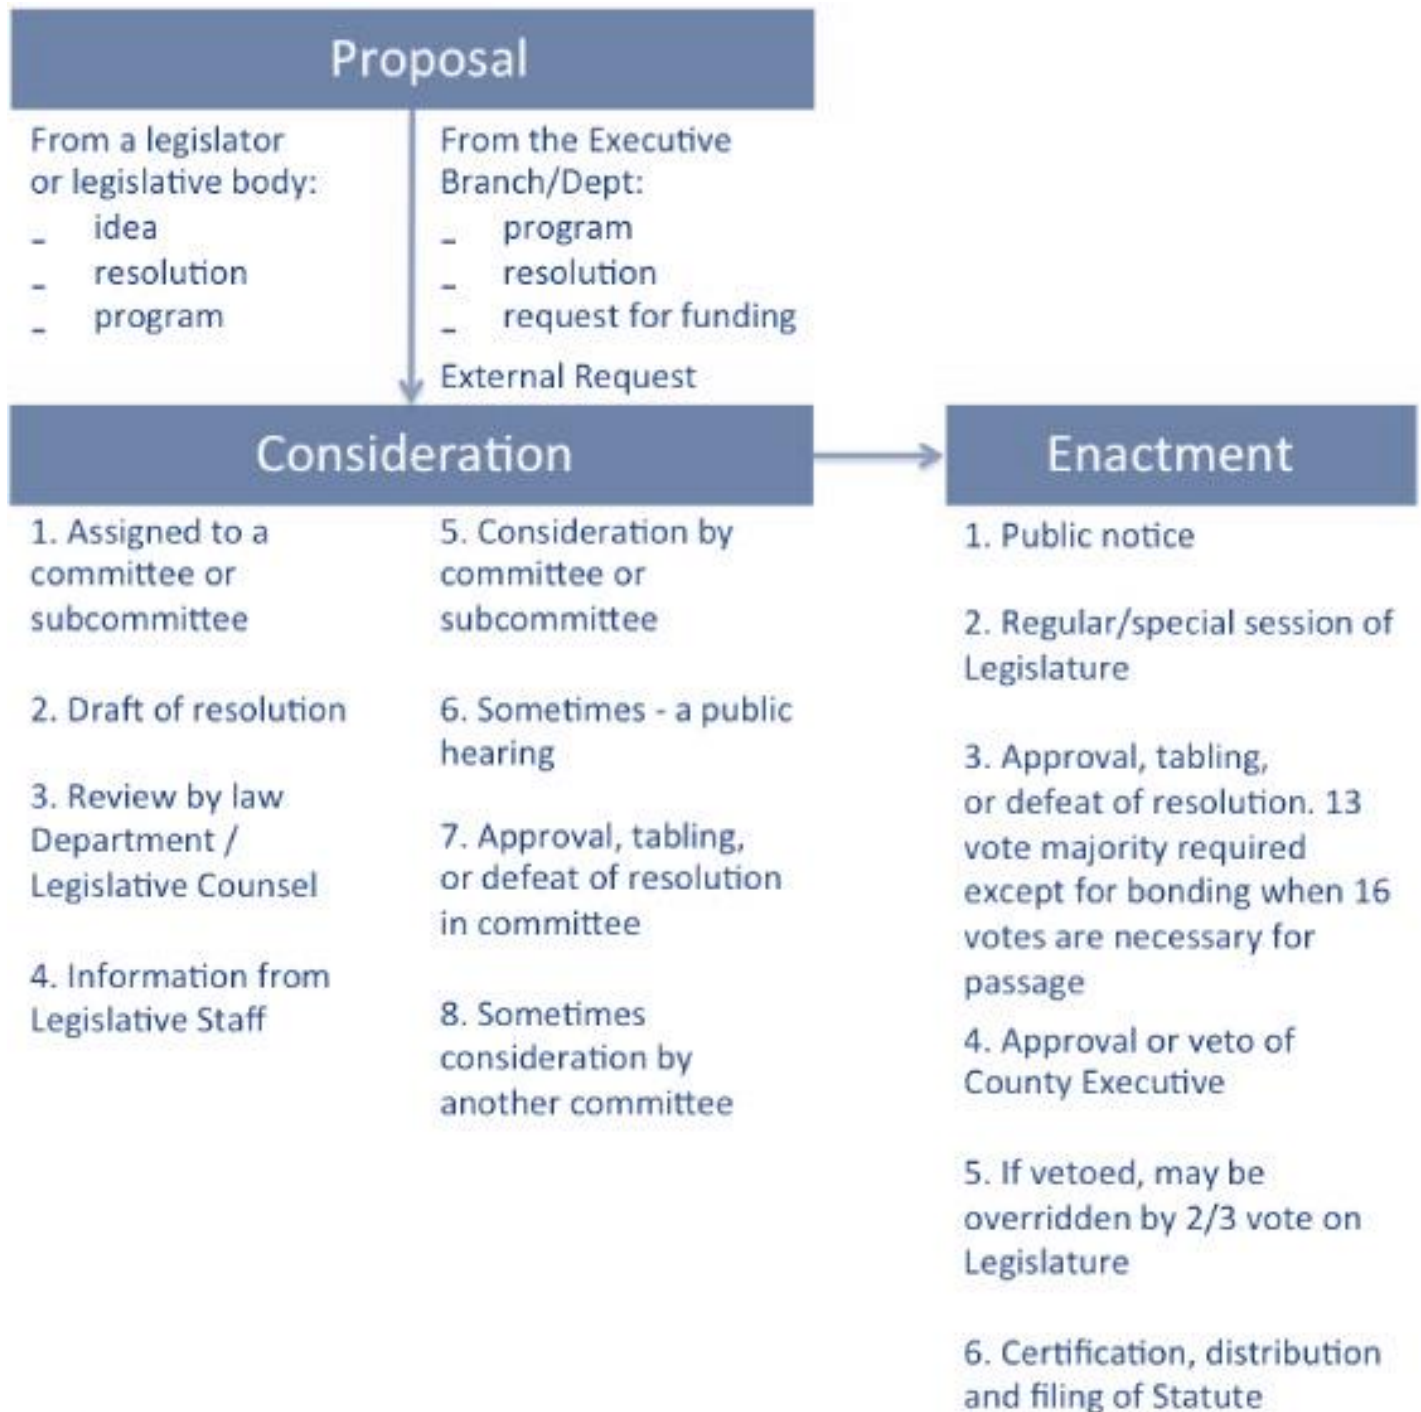 Proposal
From a legislator
or legislative body:
- idea
- resolution
- program
From the Executive
Branch/Dept:
- program
- resolution
- request for funding
External Request
Consideration
1. Assigned to a
committee or
subcommittee
2. Draft of resolution
3. Review by law
Department /
Legislative Counsel
4. Information from
Legislative Staff
5. Consideration by
committee or
subcommittee
6. Sometimes - a public
hearing
7. Approval, tabling,
or defeat of resolution
in committee
8. Sometimes
consideration by
another committee
Enactment
1. Public notice
2. Regular/special session of
Legislature
3. Approval, tabling,
or defeat of resolution. 13
vote majority required
except for bonding when 16
votes are necessary for
passage
4. Approval or veto of
County Executive
5. If vetoed, may be
overridden by 2/3 vote on
Legislature
6. Certification, distribution
and filing of Statute